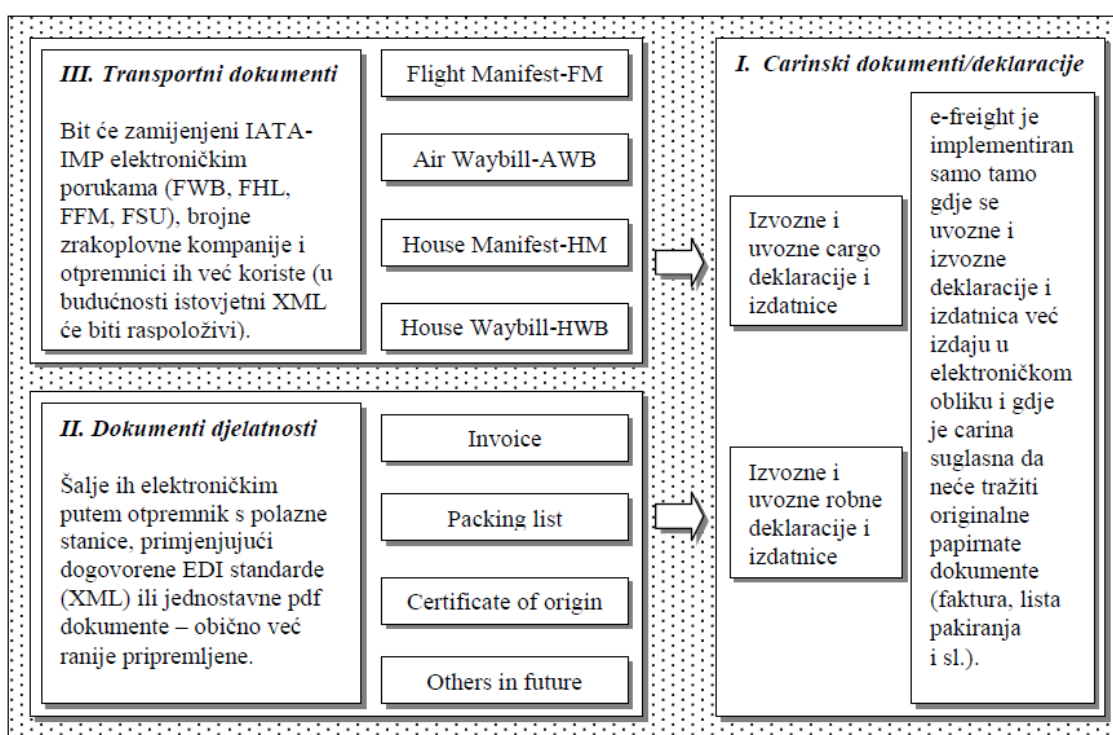 III. Transportni dokumenti
Bit će zamijenjeni IATA-
IMP elektroničkim
porukama (FWB, FHL,
FFM, FSU), brojne
zrakoplovne kompanije i
otpremnici ih već koriste (u
budućnosti istovjetni XML
će biti raspoloživi).
Flight Manifest-FM
Air Waybill-AWB
House Manifest-HM
House Waybill-HWB
II. Dokumenti djelatnosti
Šalje ih elektroničkim
putem otpremnik s polazne
stanice, primjenjujući
dogovorene EDI standarde
(XML) ili jednostavne pdf
dokumente – obično već
ranije pripremljene.
Invoice
Packing list
Certificate of origin
Others in future
I. Carinski dokumenti/deklaracije
Izvozne i
uvozne cargo
deklaracije i
izdatnice
Izvozne i
uvozne robne
deklaracije i
izdatnice
e-freight je
implementiran
samo tamo
gdje se
uvozne i
izvozne
deklaracije i
izdatnica već
izdaju u
elektroničkom
obliku i gdje
je carina
suglasna da
neće tražiti
originalne
papirnate
dokumente
(faktura, lista
pakiranja
i sl.).